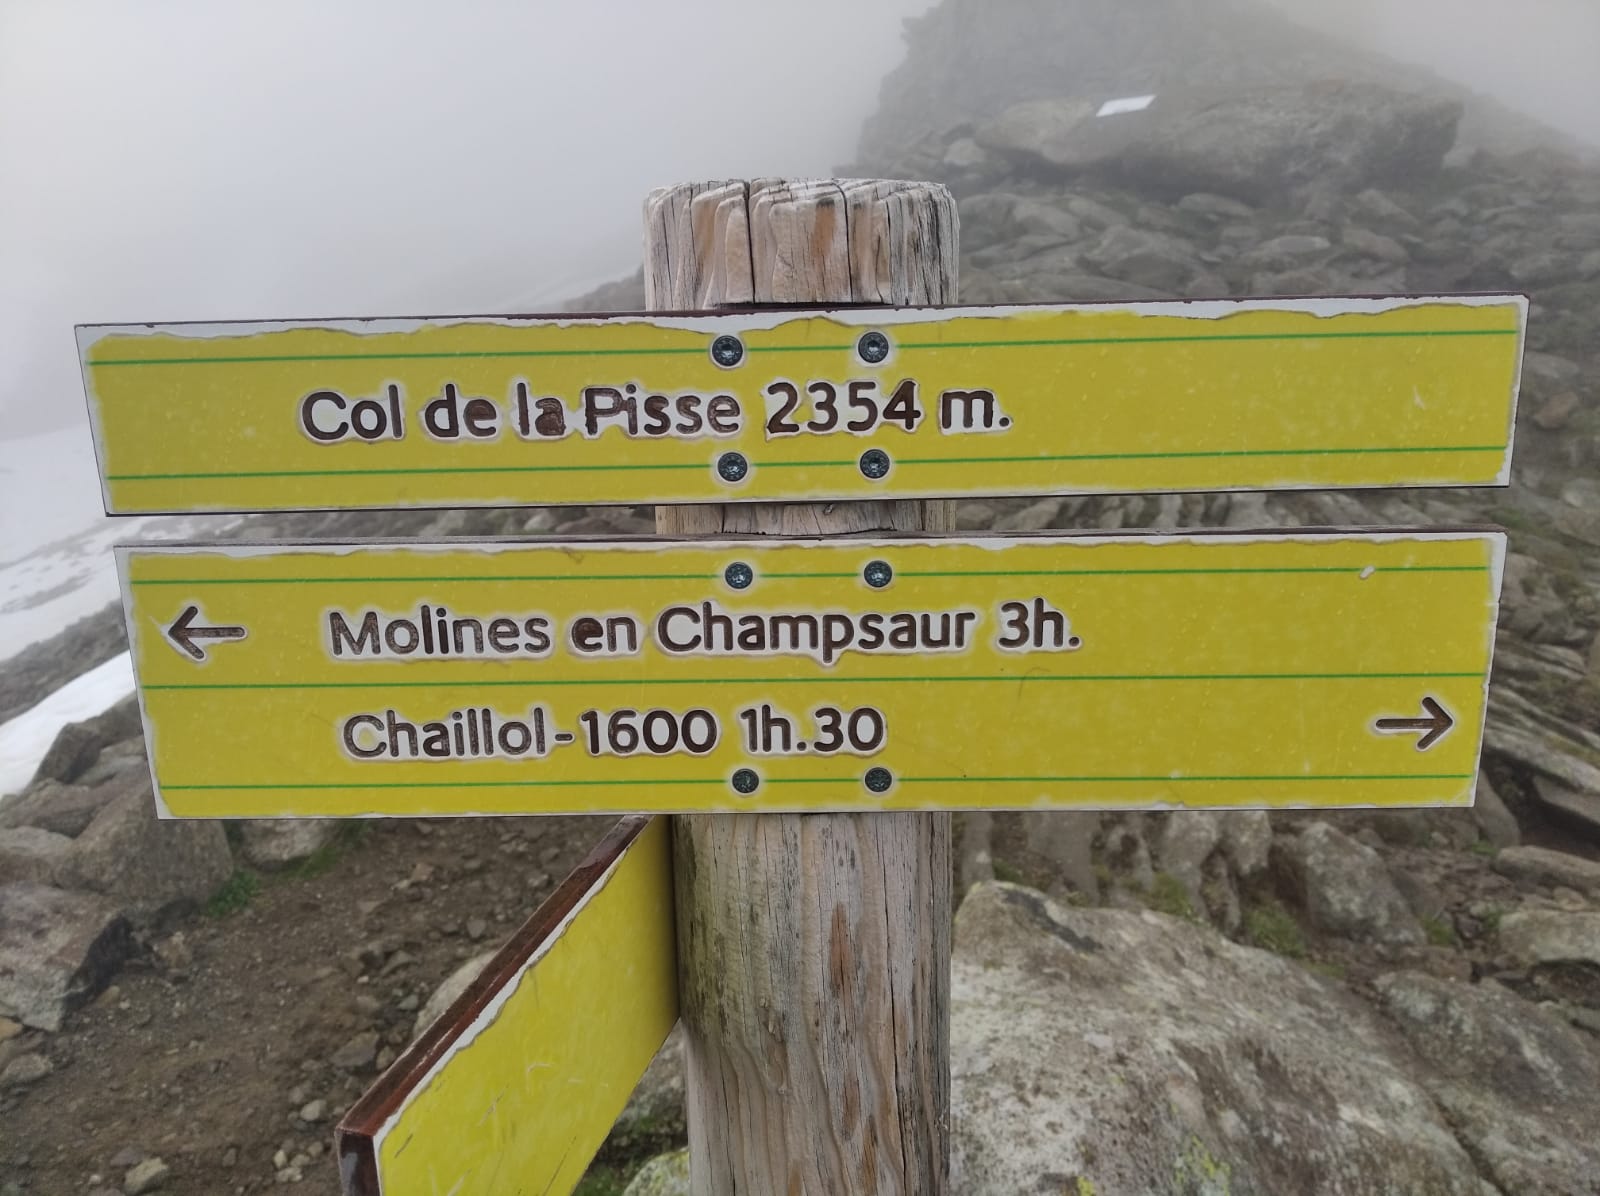 Col de la Pisse 2354 m.
← Molines en Champsaur 3h.
Chaillol-1600 1h.30 →